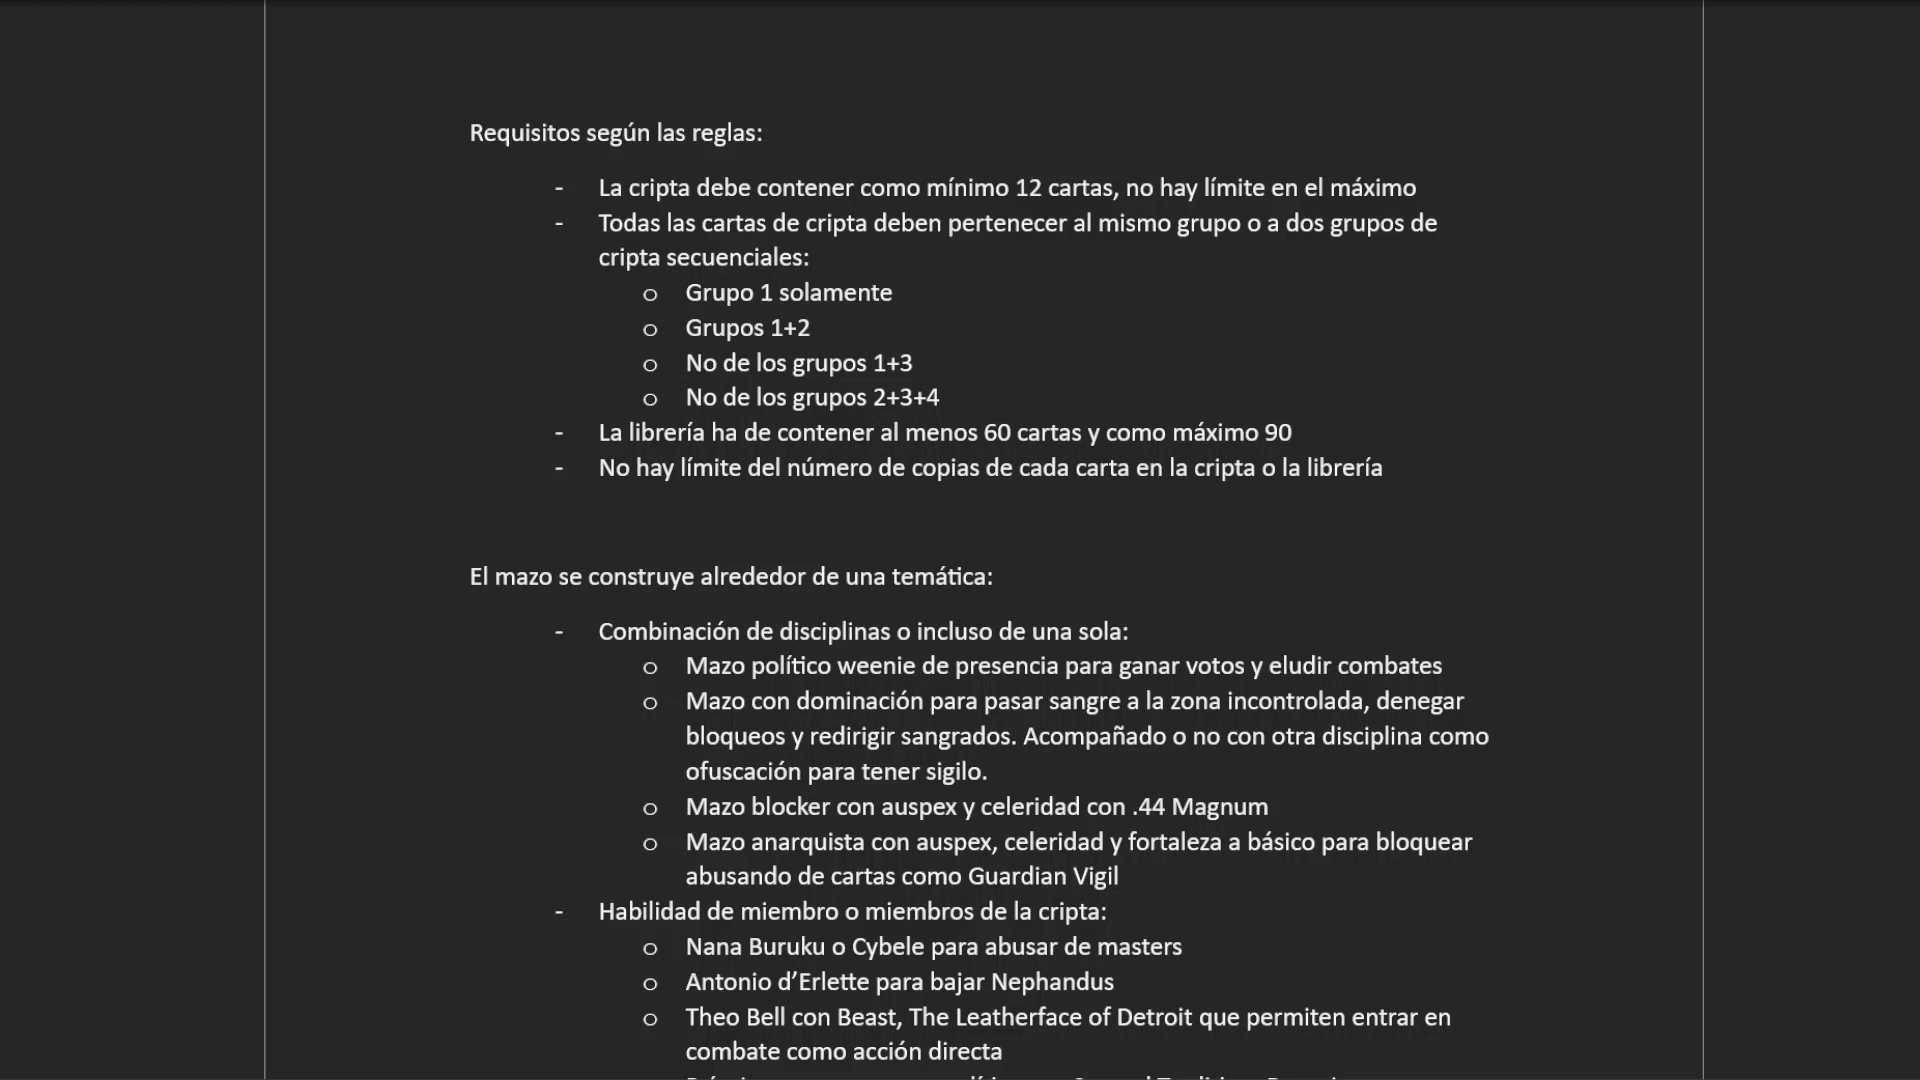 Requisitos según las reglas:
- La cripta debe contener como mínimo 12 cartas, no hay límite en el máximo
- Todas las cartas de cripta deben pertenecer al mismo grupo o a dos grupos de
cripta secuenciales:
o Grupo 1 solamente
o Grupos 1+2
o No de los grupos 1+3
o No de los grupos 2+3+4
- La librería ha de contener al menos 60 cartas y como máximo 90
- No hay límite del número de copias de cada carta en la cripta o la librería
El mazo se construye alrededor de una temática:
- Combinación de disciplinas o incluso de una sola:
o Mazo político weenie de presencia para ganar votos y eludir combates
o Mazo con dominación para pasar sangre a la zona incontrolada, denegar
bloqueos y redirigir sangrados. Acompañado o no con otra disciplina como
ofuscación para tener sigilo.
o Mazo blocker con auspex y celeridad con .44 Magnum
o Mazo anarquista con auspex, celeridad y fortaleza a básico para bloquear
abusando de cartas como Guardian Vigil
- Habilidad de miembro o miembros de la cripta:
o Nana Buruku o Cybele para abusar de masters
o Antonio d’Erlette para bajar Nephandus
o Theo Bell con Beast, The Leatherface of Detroit que permiten entrar en
combate como acción directa